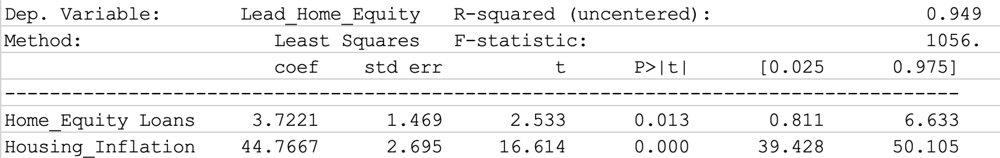 Dep. Variable: Lead_Home_Equity R-squared (uncentered): 0.949
Method: Least Squares F-statistic: 1056.
coef std err t P>|t| [0.025 0.975]
-------------------------------------------------------------------------------------
Home_Equity Loans 3.7221 1.469 2.533 0.013 0.811 6.633
Housing_Inflation 44.7667 2.695 16.614 0.000 39.428 50.105